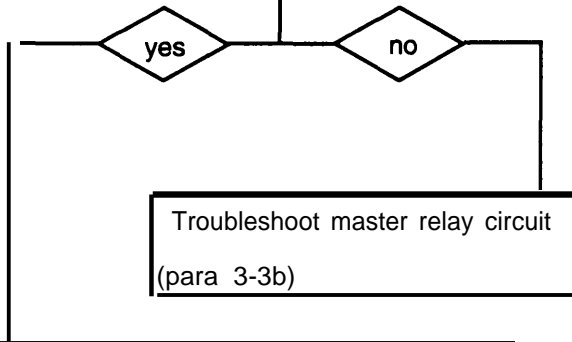 yes
no
Troubleshoot master relay circuit
(para 3-3b)